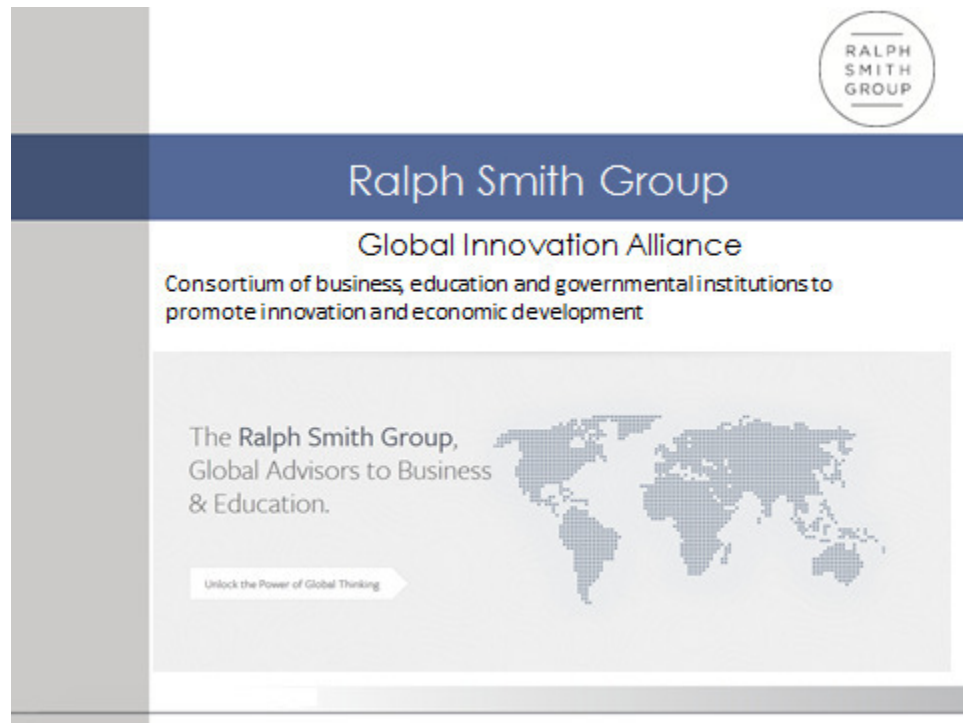 RALPH
SMITH
GROUP
Ralph Smith Group
Global Innovation Alliance
Consortium of business, education and governmental institutions to
promote innovation and economic development
The Ralph Smith Group,
Global Advisors to Business
& Education.
Unlock the Power of Global Thinking